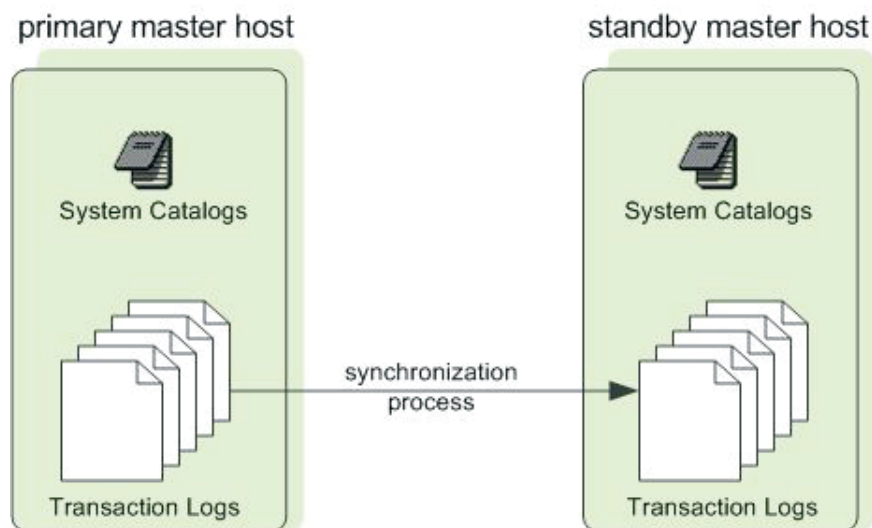 primary master host
standby master host
System Catalogs
System Catalogs
synchronization
process
Transaction Logs
Transaction Logs